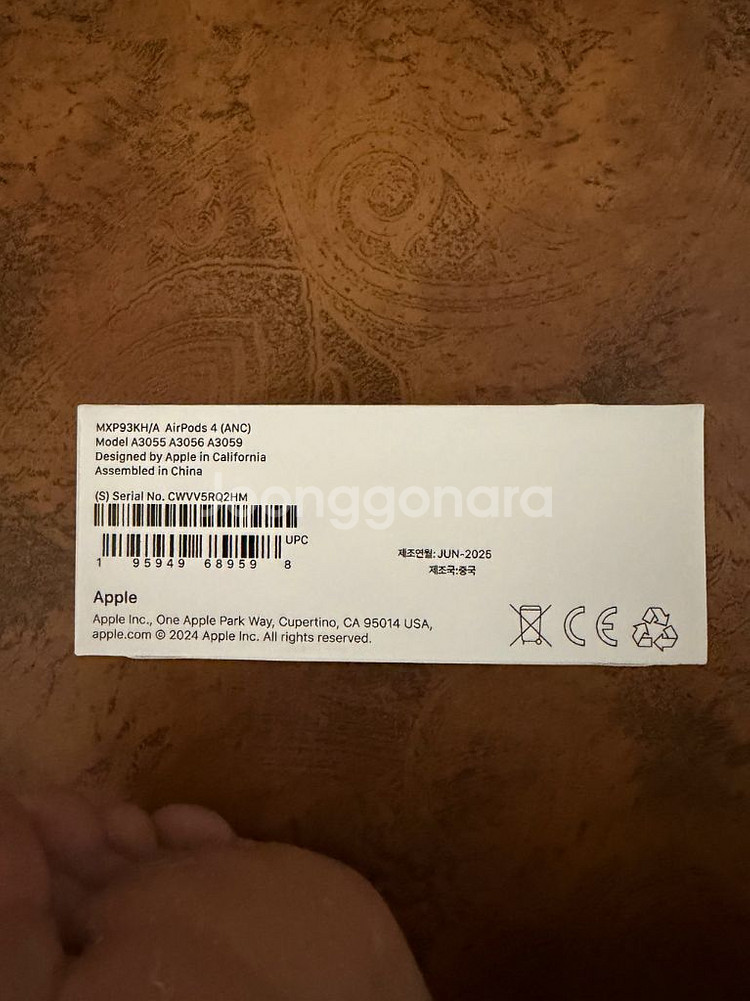 MXP93KH/A AirPods 4 (ANC)
Model A3055 A3056 A3059
Designed by Apple in California
Assembled in China
(S) Serial No. CWVV5RQ2HM
Joonggonara
UPC
1 95949 68959 8
제조연월: JUN-2025
제조국:중국
Apple
Apple Inc., One Apple Park Way, Cupertino, CA 95014 USA,
apple.com © 2024 Apple Inc. All rights reserved.
CE